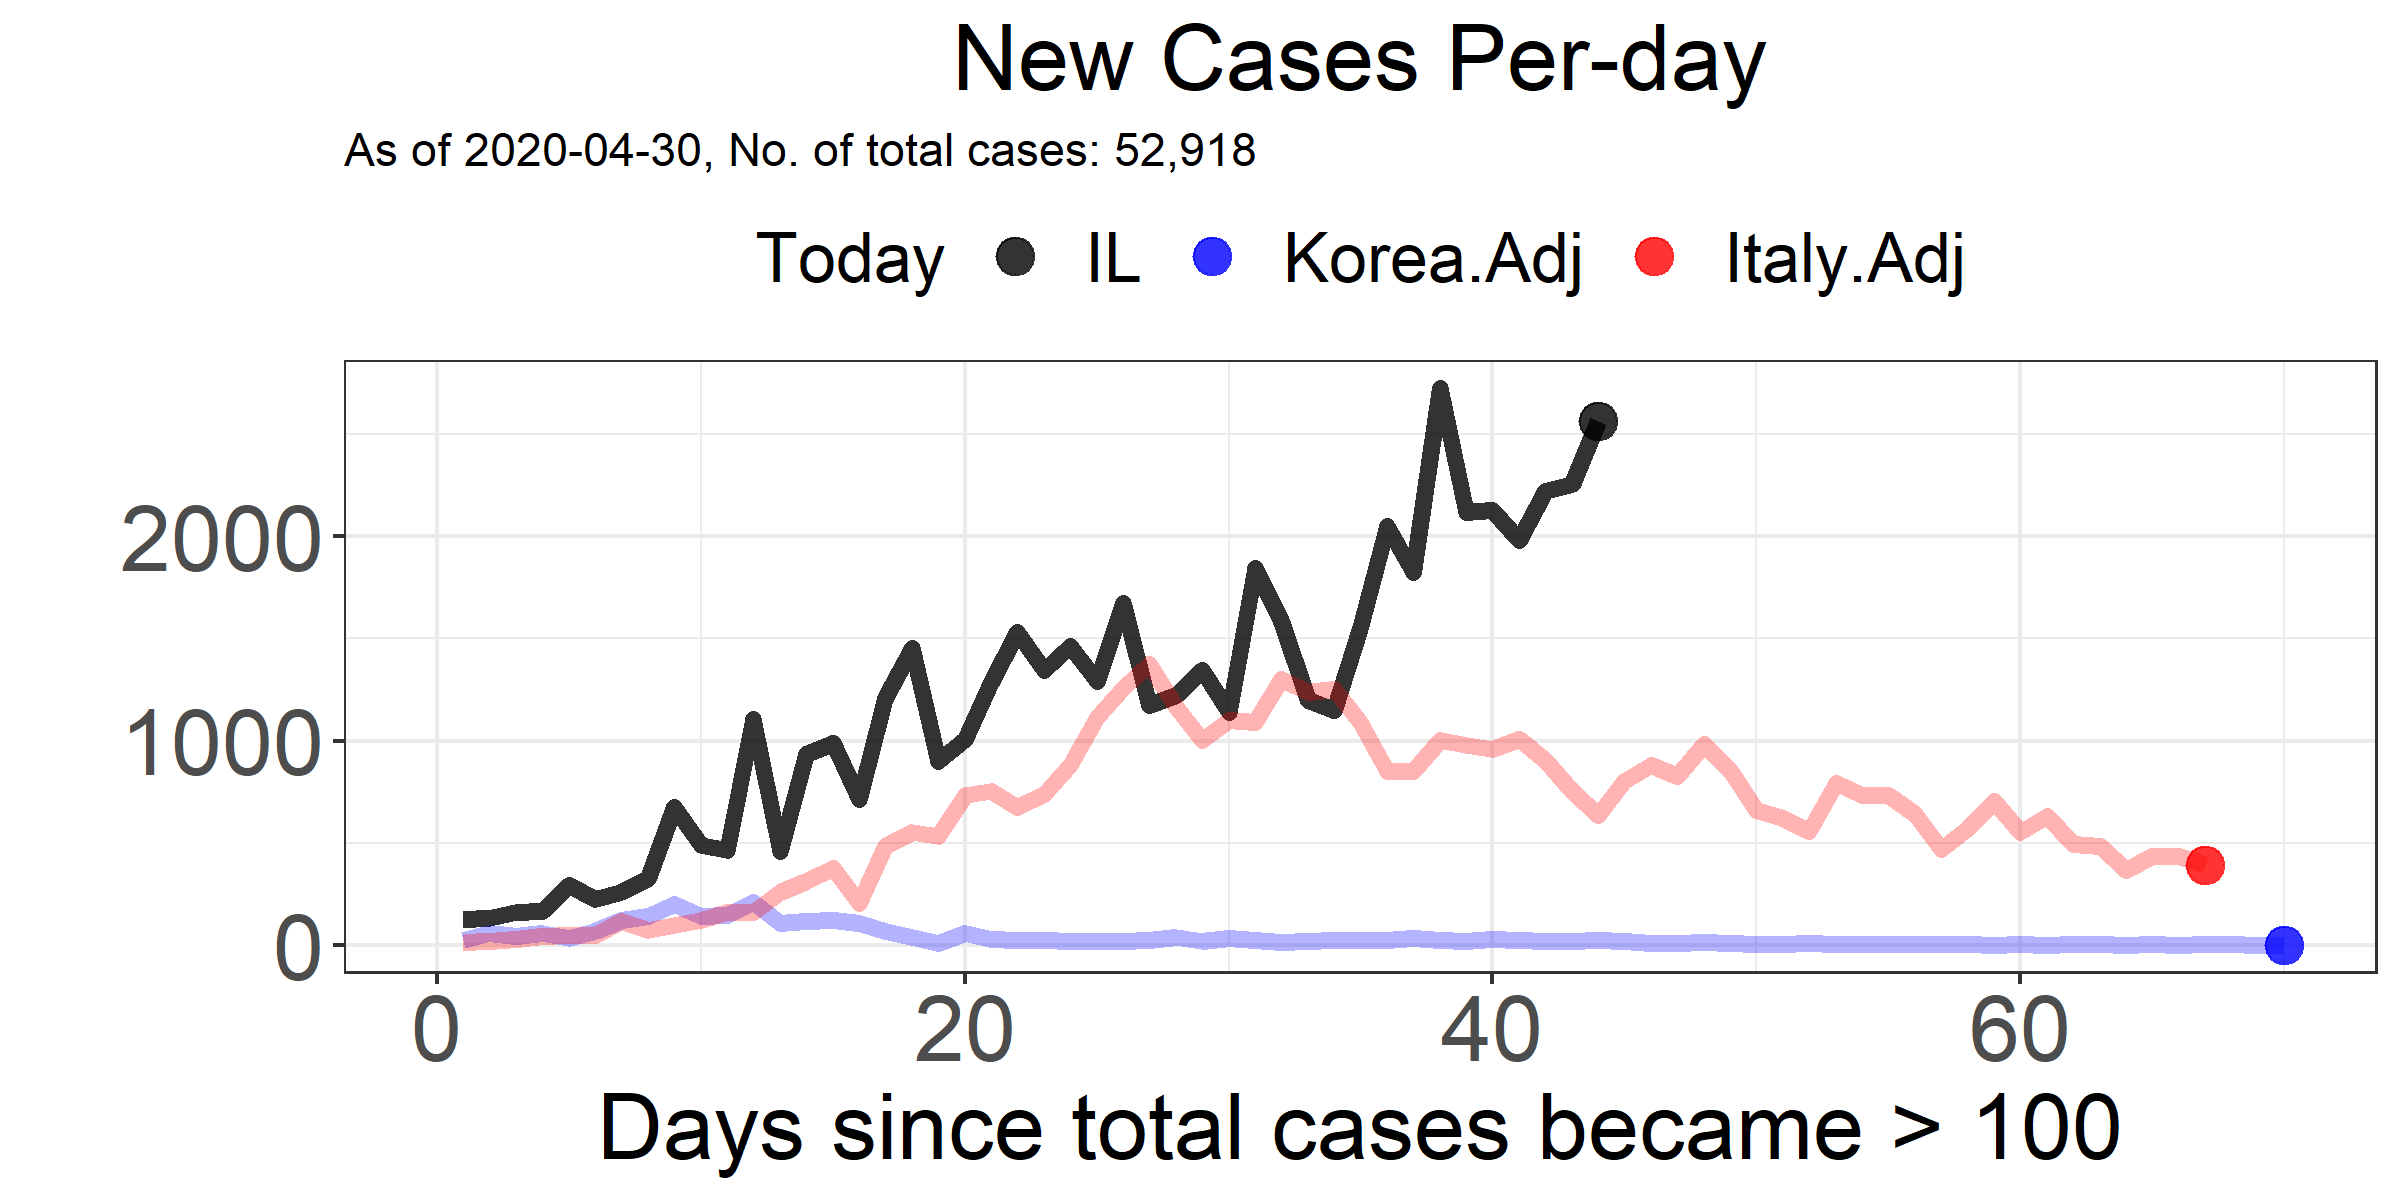 New Cases Per-day
As of 2020-04-30, No. of total cases: 52,918
Today IL Korea.Adj Italy.Adj
2000
1000
0
0 20 40 60
Days since total cases became > 100